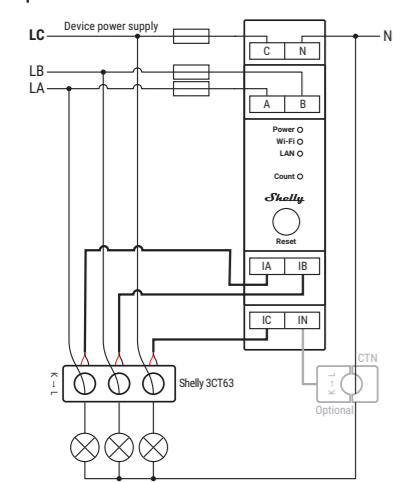 Device power supply
LC
N
C N
LB
LA
A B
Power
Wi-Fi
LAN
Count
Shelly
Reset
IA IB
IC IN
CTN
K → L
Shelly 3CT63
K → L
Optional